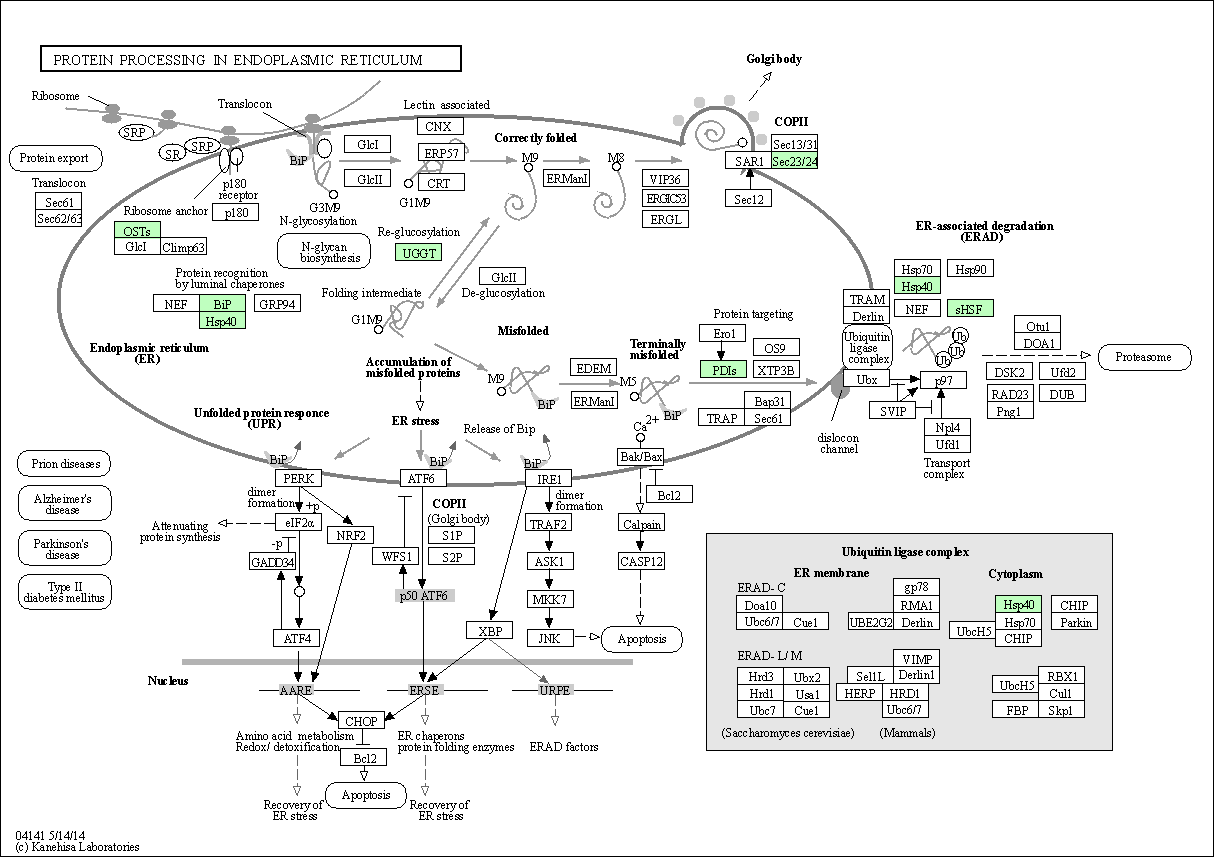 PROTEIN PROCESSING IN ENDOPLASMIC RETICULUM
Golgi body
Ribosome
Translocon
Lectin associated
COPII
SRP
CNX
Correctly folded
Sec13/31
SRP
GlcI
ERP57
M9
M8
SAR1
Sec23/24
Protein export
SR
BiP
GlcII
CRT
ERManI
VIP36
Translocon
p180
receptor
G1M9
ERGIC53
Sec12
Sec61
G3M9
N-glycosylation
ERGL
Sec62/63
Ribosome anchor
p180
OSTs
Re-glucosylation
ER-associated degradation
(ERAD)
GlcI
Climp63
N-glycan
biosynthesis
UGGT
Protein recognition
by luminal chaperones
GlcII
De-glucosylation
Hsp70
Hsp90
Hsp40
NEF
BiP
GRP94
Folding intermediate
TRAM
NEF
sHSF
Hsp40
G1M9
Misfolded
Protein targeting
Derlin
Endoplasmic reticulum
(ER)
Terminally
misfolded
Ero1
Ubiquitin
ligase
complex
Ub
Ub
Ub
Otu1
DOA1
Proteasome
Accumulation of
misfolded proteins
OS9
EDEM
PDIs
XTP3B
DSK2
Ufd2
M9
M5
Ubx
p97
BiP
ERManI
BiP
Bap31
RAD23
DUB
Unfolded protein responce
(UPR)
ER stress
Release of Bip
Ca2+
TRAP
Sec61
SVIP
Png1
dislocon
channel
Npl4
Ufd1
Transport
complex
BiP
BiP
BiP
Bak/Bax
Prion diseases
PERK
ATF6
IRE1
Bcl2
Alzheimer's
disease
dimer
formation
+p
COPII
(Golgi body)
dimer
formation
Attenuating
protein synthesis
eIF2α
NRF2
S1P
TRAF2
Calpain
Parkinson's
disease
-p
GADD34
WFS1
S2P
ASK1
CASP12
Type II
diabetes mellitus
p50 ATF6
MKK7
ATF4
XBP
JNK
Apoptosis
Nucleus
AARE
ERSE
URPE
CHOP
Amino acid metabolism
Redox/ detoxification
ER chaperons
protein folding enzymes
ERAD factors
Bcl2
Apoptosis
Recovery of
ER stress
Recovery of
ER stress
Ubiquitin ligase complex
ER membrane
Cytoplasm
ERAD- C
gp78
Doa10
RMA1
Hsp40
CHIP
Ubc6/7
Cue1
UBE2G2
Derlin
Hsp70
Parkin
UbcH5
CHIP
ERAD- L/ M
VIMP
Hrd3
Ubx2
Sel1L
Derlin1
RBX1
Hrd1
Usa1
HERP
HRD1
UbcH5
Cul1
Ubc7
Cue1
Ubc6/7
FBP
Skp1
(Saccharomyces cerevisiae)
(Mammals)
04141 5/14/14
(c) Kanehisa Laboratories